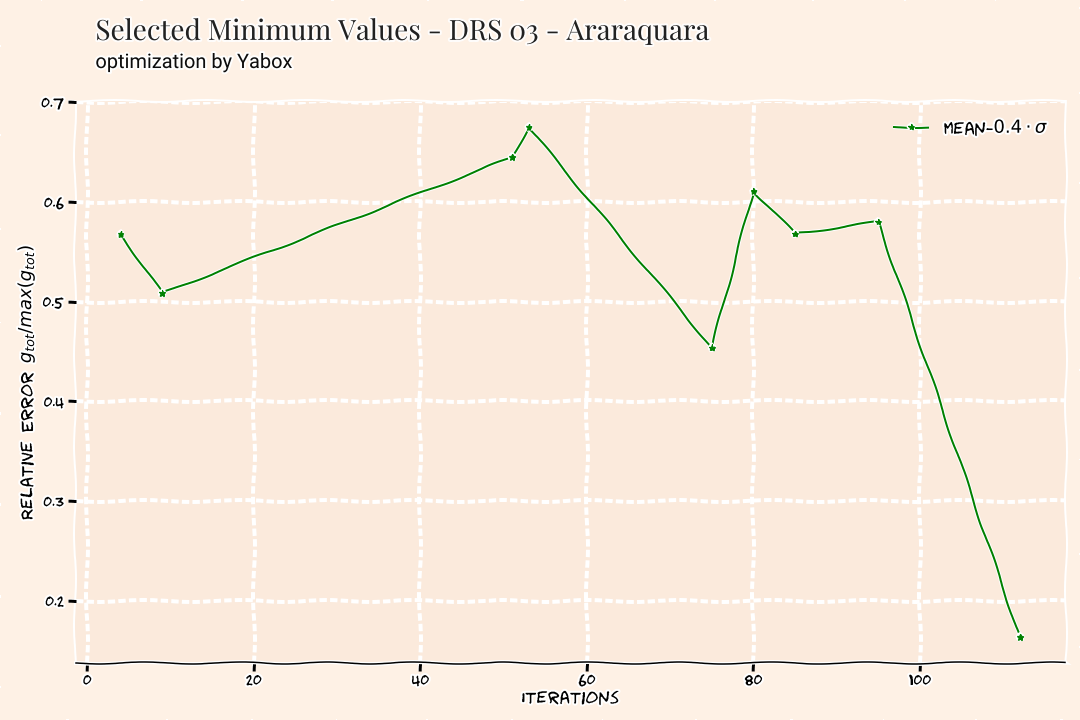 Selected Minimum Values - DRS 03 - Araraquara
optimization by Yabox
MEAN-0.4 · σ
0.7
0.6
0.5
0.4
0.3
0.2
RELATIVE ERROR g_tot/max(g_tot)
0 20 40 60 80 100
ITERATIONS